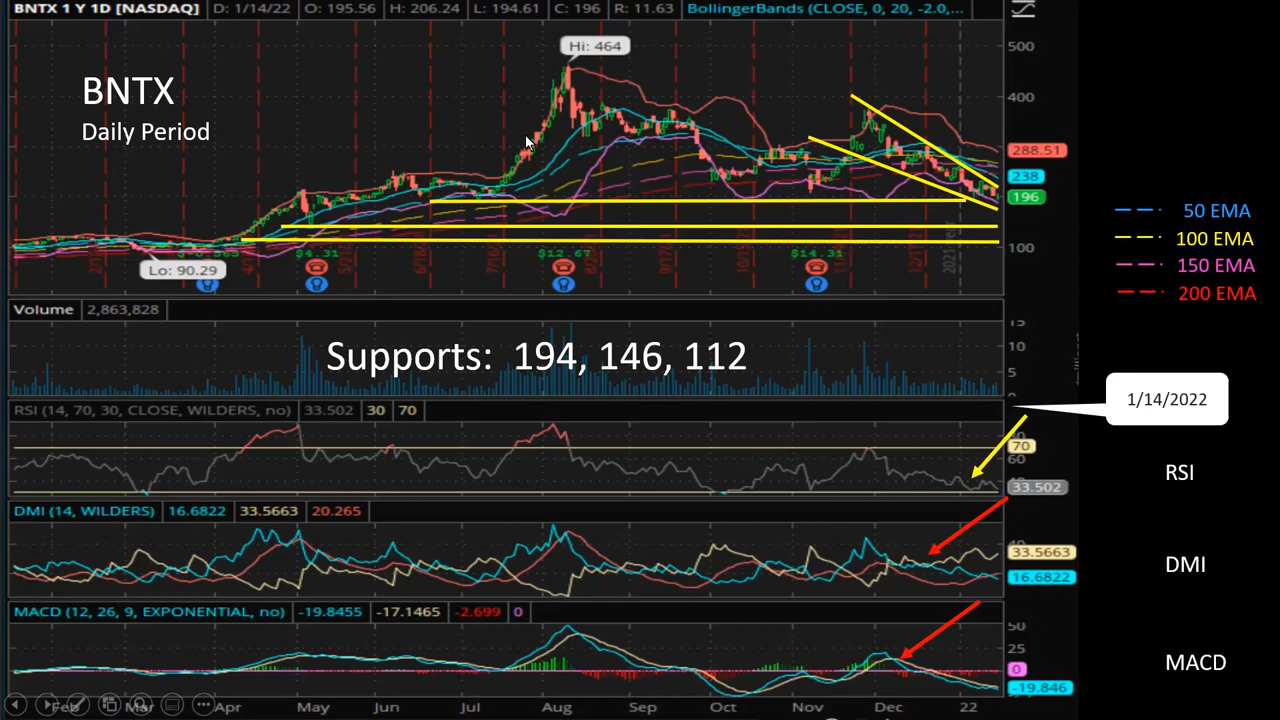 BNTX 1 Y 1D [NASDAQ] D: 1/14/22 O: 195.56 H: 206.24 L: 194.61 C: 196 R: 11.63 BollingerBands (CLOSE, 0, 20, -2.0,...
Hi: 464
500
BNTX
400
Daily Period
288.51
238
196
50 EMA
100 EMA
150 EMA
200 EMA
100
$4.31
$12.67
$14.31
Lo: 90.29
Volume 2,863,828
15
10
5
Supports: 194, 146, 112
1/14/2022
RSI (14, 70, 30, CLOSE, WILDERS, no) 33.502 30 70
70
60
33.502
RSI
DMI (14, WILDERS) 16.6822 33.5663 20.265
33.5663
16.6822
DMI
MACD (12, 26, 9, EXPONENTIAL, no) -19.8455 -17.1465 -2.699 0
50
25
0
-19.846
MACD
Feb Mar Apr May Jun Jul Aug Sep Oct Nov Dec 22